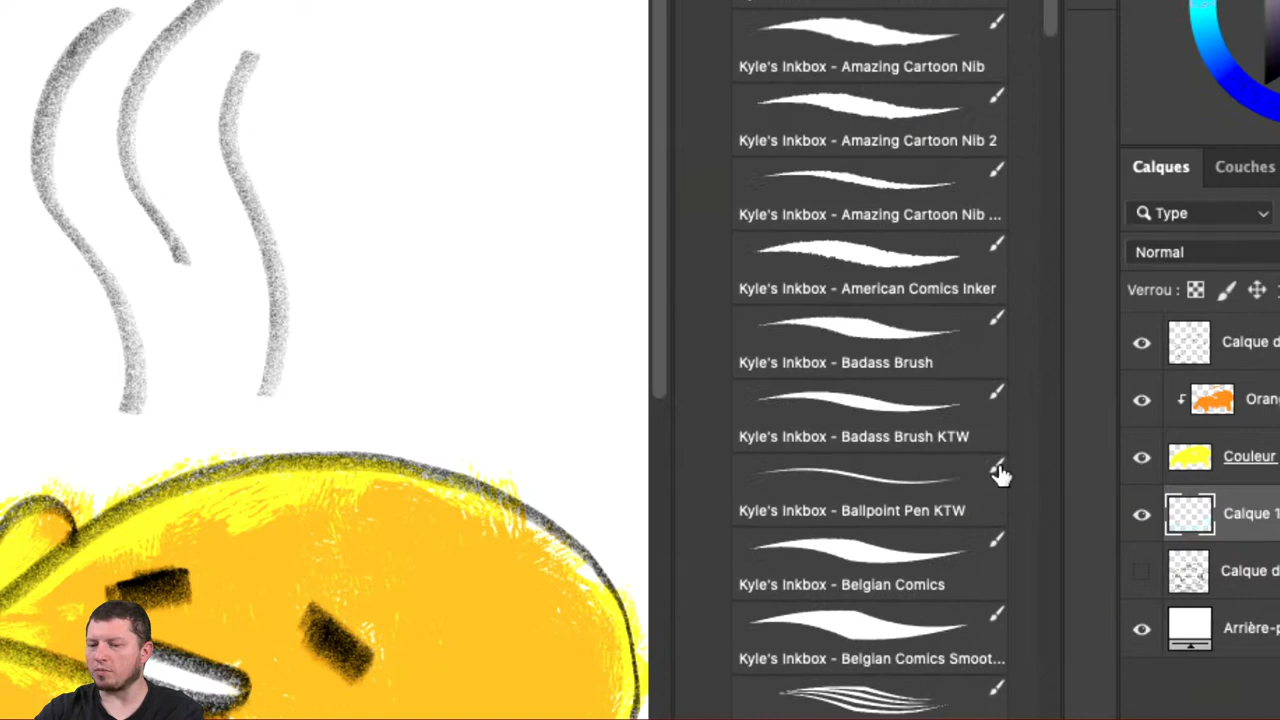 Kyle's Inkbox - Amazing Cartoon Nib
Kyle's Inkbox - Amazing Cartoon Nib 2
Kyle's Inkbox - Amazing Cartoon Nib ...
Kyle's Inkbox - American Comics Inker
Kyle's Inkbox - Badass Brush
Kyle's Inkbox - Badass Brush KTW
Kyle's Inkbox - Ballpoint Pen KTW
Kyle's Inkbox - Belgian Comics
Kyle's Inkbox - Belgian Comics Smoot...
Calques Couches
Type
Normal
Verrou :
Calque d
Oran
Couleur
Calque 1
Calque d
Arrière-p